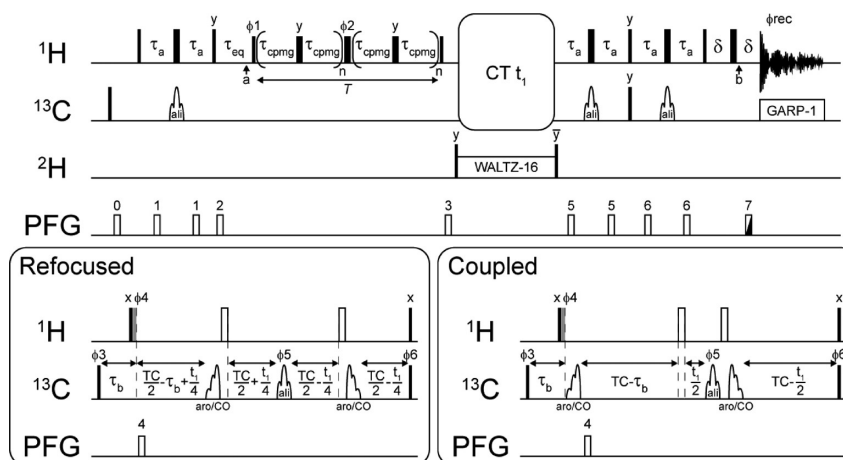 y ϕ1 y ϕ2 y y y ϕrec
¹H τa τa τeq (τcpmg τcpmg)n (τcpmg τcpmg)n CT t₁ τa τa τa τa δ δ
a T b
¹³C ali ali y ali GARP-1
y ȳ
²H WALTZ-16
0 1 1 2 3 5 5 6 6 7
PFG
Refocused
x ϕ4 x
¹H
ϕ3 ϕ5 ϕ6
¹³C τb TC/2-τb+t₁/4 TC/2+t₁/4 ali TC/2-t₁/4 TC/2-t₁/4
aro/CO aro/CO
4
PFG
Coupled
x ϕ4 x
¹H
ϕ3 ϕ5 ϕ6
¹³C τb TC-τb t₁/2 ali TC-t₁/2
aro/CO aro/CO
4
PFG